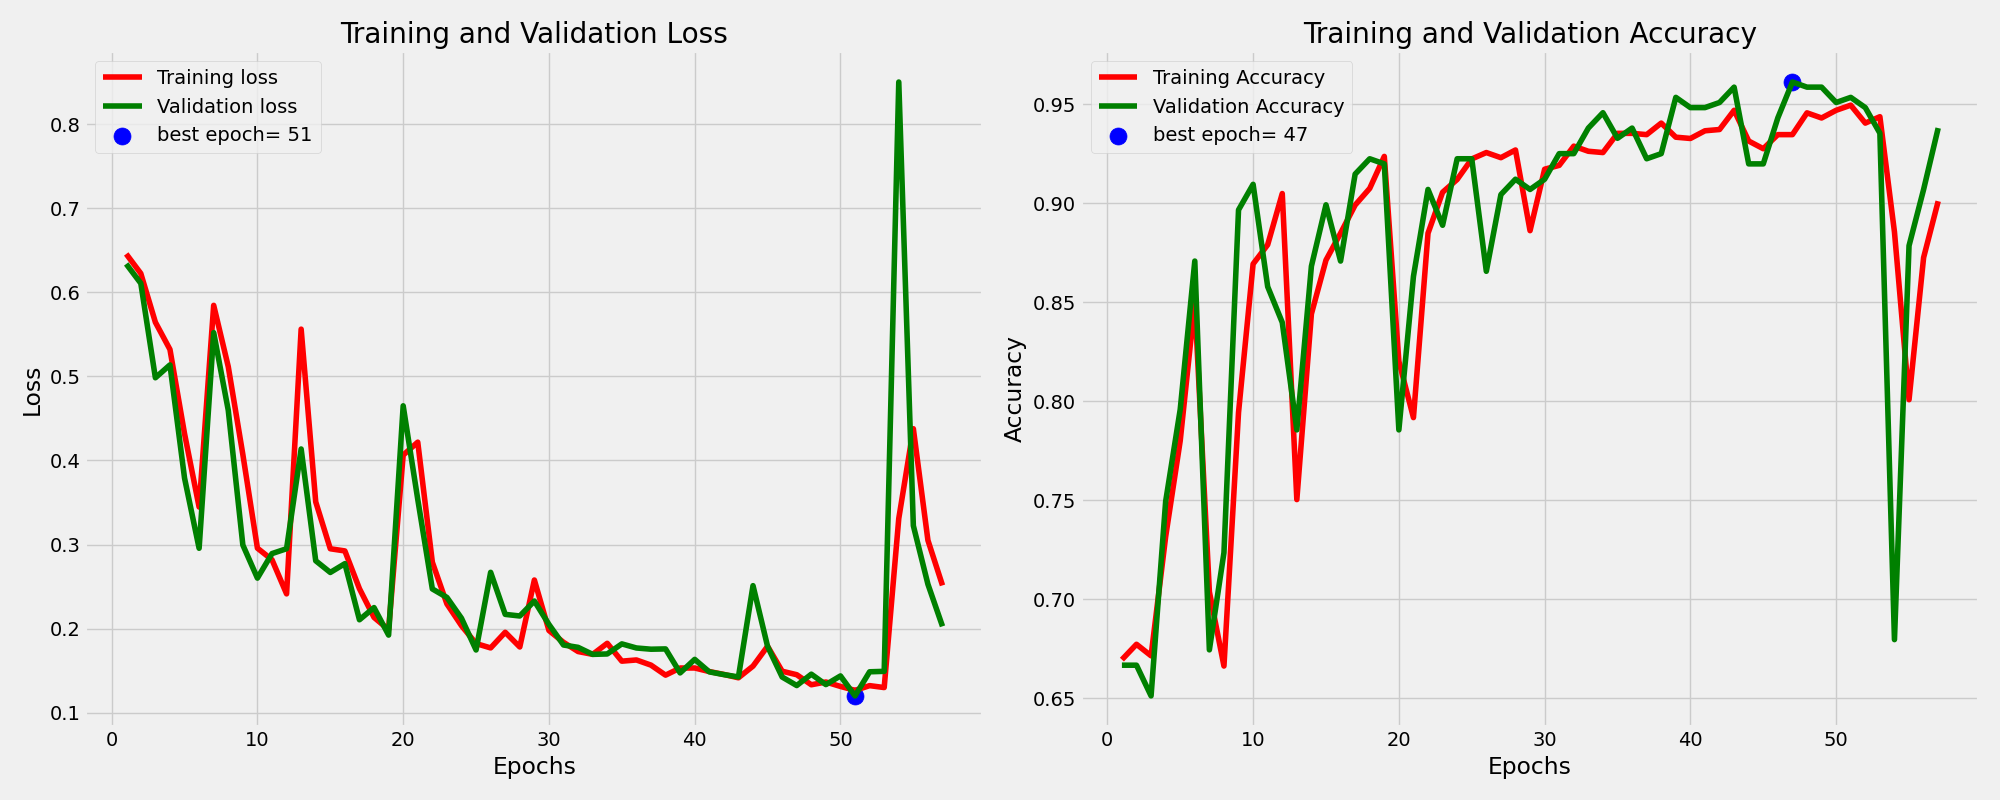 Training and Validation Loss
Training loss
Validation loss
best epoch= 51
0.8
0.7
0.6
0.5
0.4
0.3
0.2
0.1
Loss
0 10 20 30 40 50
Epochs
Training and Validation Accuracy
Training Accuracy
Validation Accuracy
best epoch= 47
0.95
0.90
0.85
0.80
0.75
0.70
0.65
Accuracy
0 10 20 30 40 50
Epochs